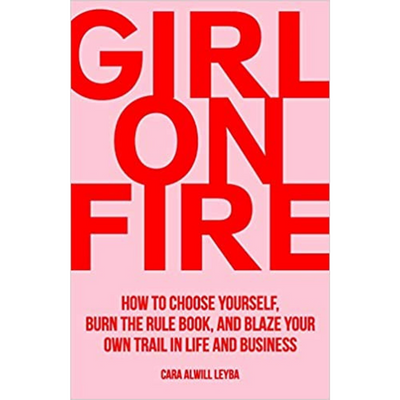 GIRL
ON
FIRE
HOW TO CHOOSE YOURSELF,
BURN THE RULE BOOK, AND BLAZE YOUR
OWN TRAIL IN LIFE AND BUSINESS
CARA ALWILL LEYBA